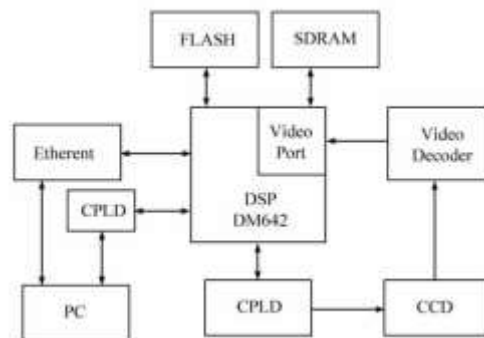 FLASH
SDRAM
Video
Port
Video
Decoder
Etherent
DSP
DM642
CPLD
PC
CPLD
CCD